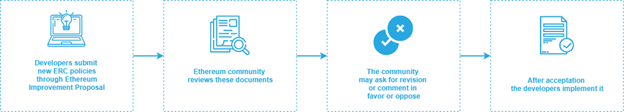 Developers submit
new ERC policies
through Ethereum
Improvement Proposal
Ethereum community
reviews these documents
The community
may ask for revision
or comment in
favor or oppose
After acceptation
the developers implement it